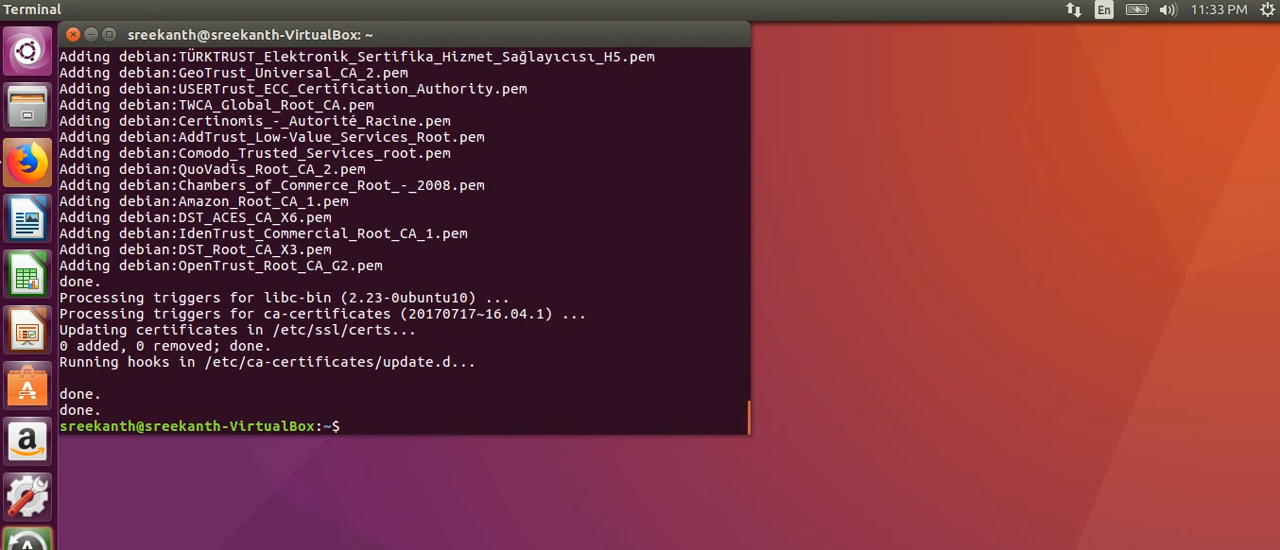 Terminal
En
11:33 PM
sreekanth@sreekanth-VirtualBox: ~
Adding debian:TÜRKTRUST_Elektronik_Sertifika_Hizmet_Sağlayıcısı_H5.pem
Adding debian:GeoTrust_Universal_CA_2.pem
Adding debian:USERTrust_ECC_Certification_Authority.pem
Adding debian:TWCA_Global_Root_CA.pem
Adding debian:Certinomis_-_Autorité_Racine.pem
Adding debian:AddTrust_Low-Value_Services_Root.pem
Adding debian:Comodo_Trusted_Services_root.pem
Adding debian:QuoVadis_Root_CA_2.pem
Adding debian:Chambers_of_Commerce_Root_-_2008.pem
Adding debian:Amazon_Root_CA_1.pem
Adding debian:DST_ACES_CA_X6.pem
Adding debian:IdenTrust_Commercial_Root_CA_1.pem
Adding debian:DST_Root_CA_X3.pem
Adding debian:OpenTrust_Root_CA_G2.pem
done.
Processing triggers for libc-bin (2.23-0ubuntu10) ...
Processing triggers for ca-certificates (20170717~16.04.1) ...
Updating certificates in /etc/ssl/certs...
0 added, 0 removed; done.
Running hooks in /etc/ca-certificates/update.d...
done.
done.
sreekanth@sreekanth-VirtualBox:~$